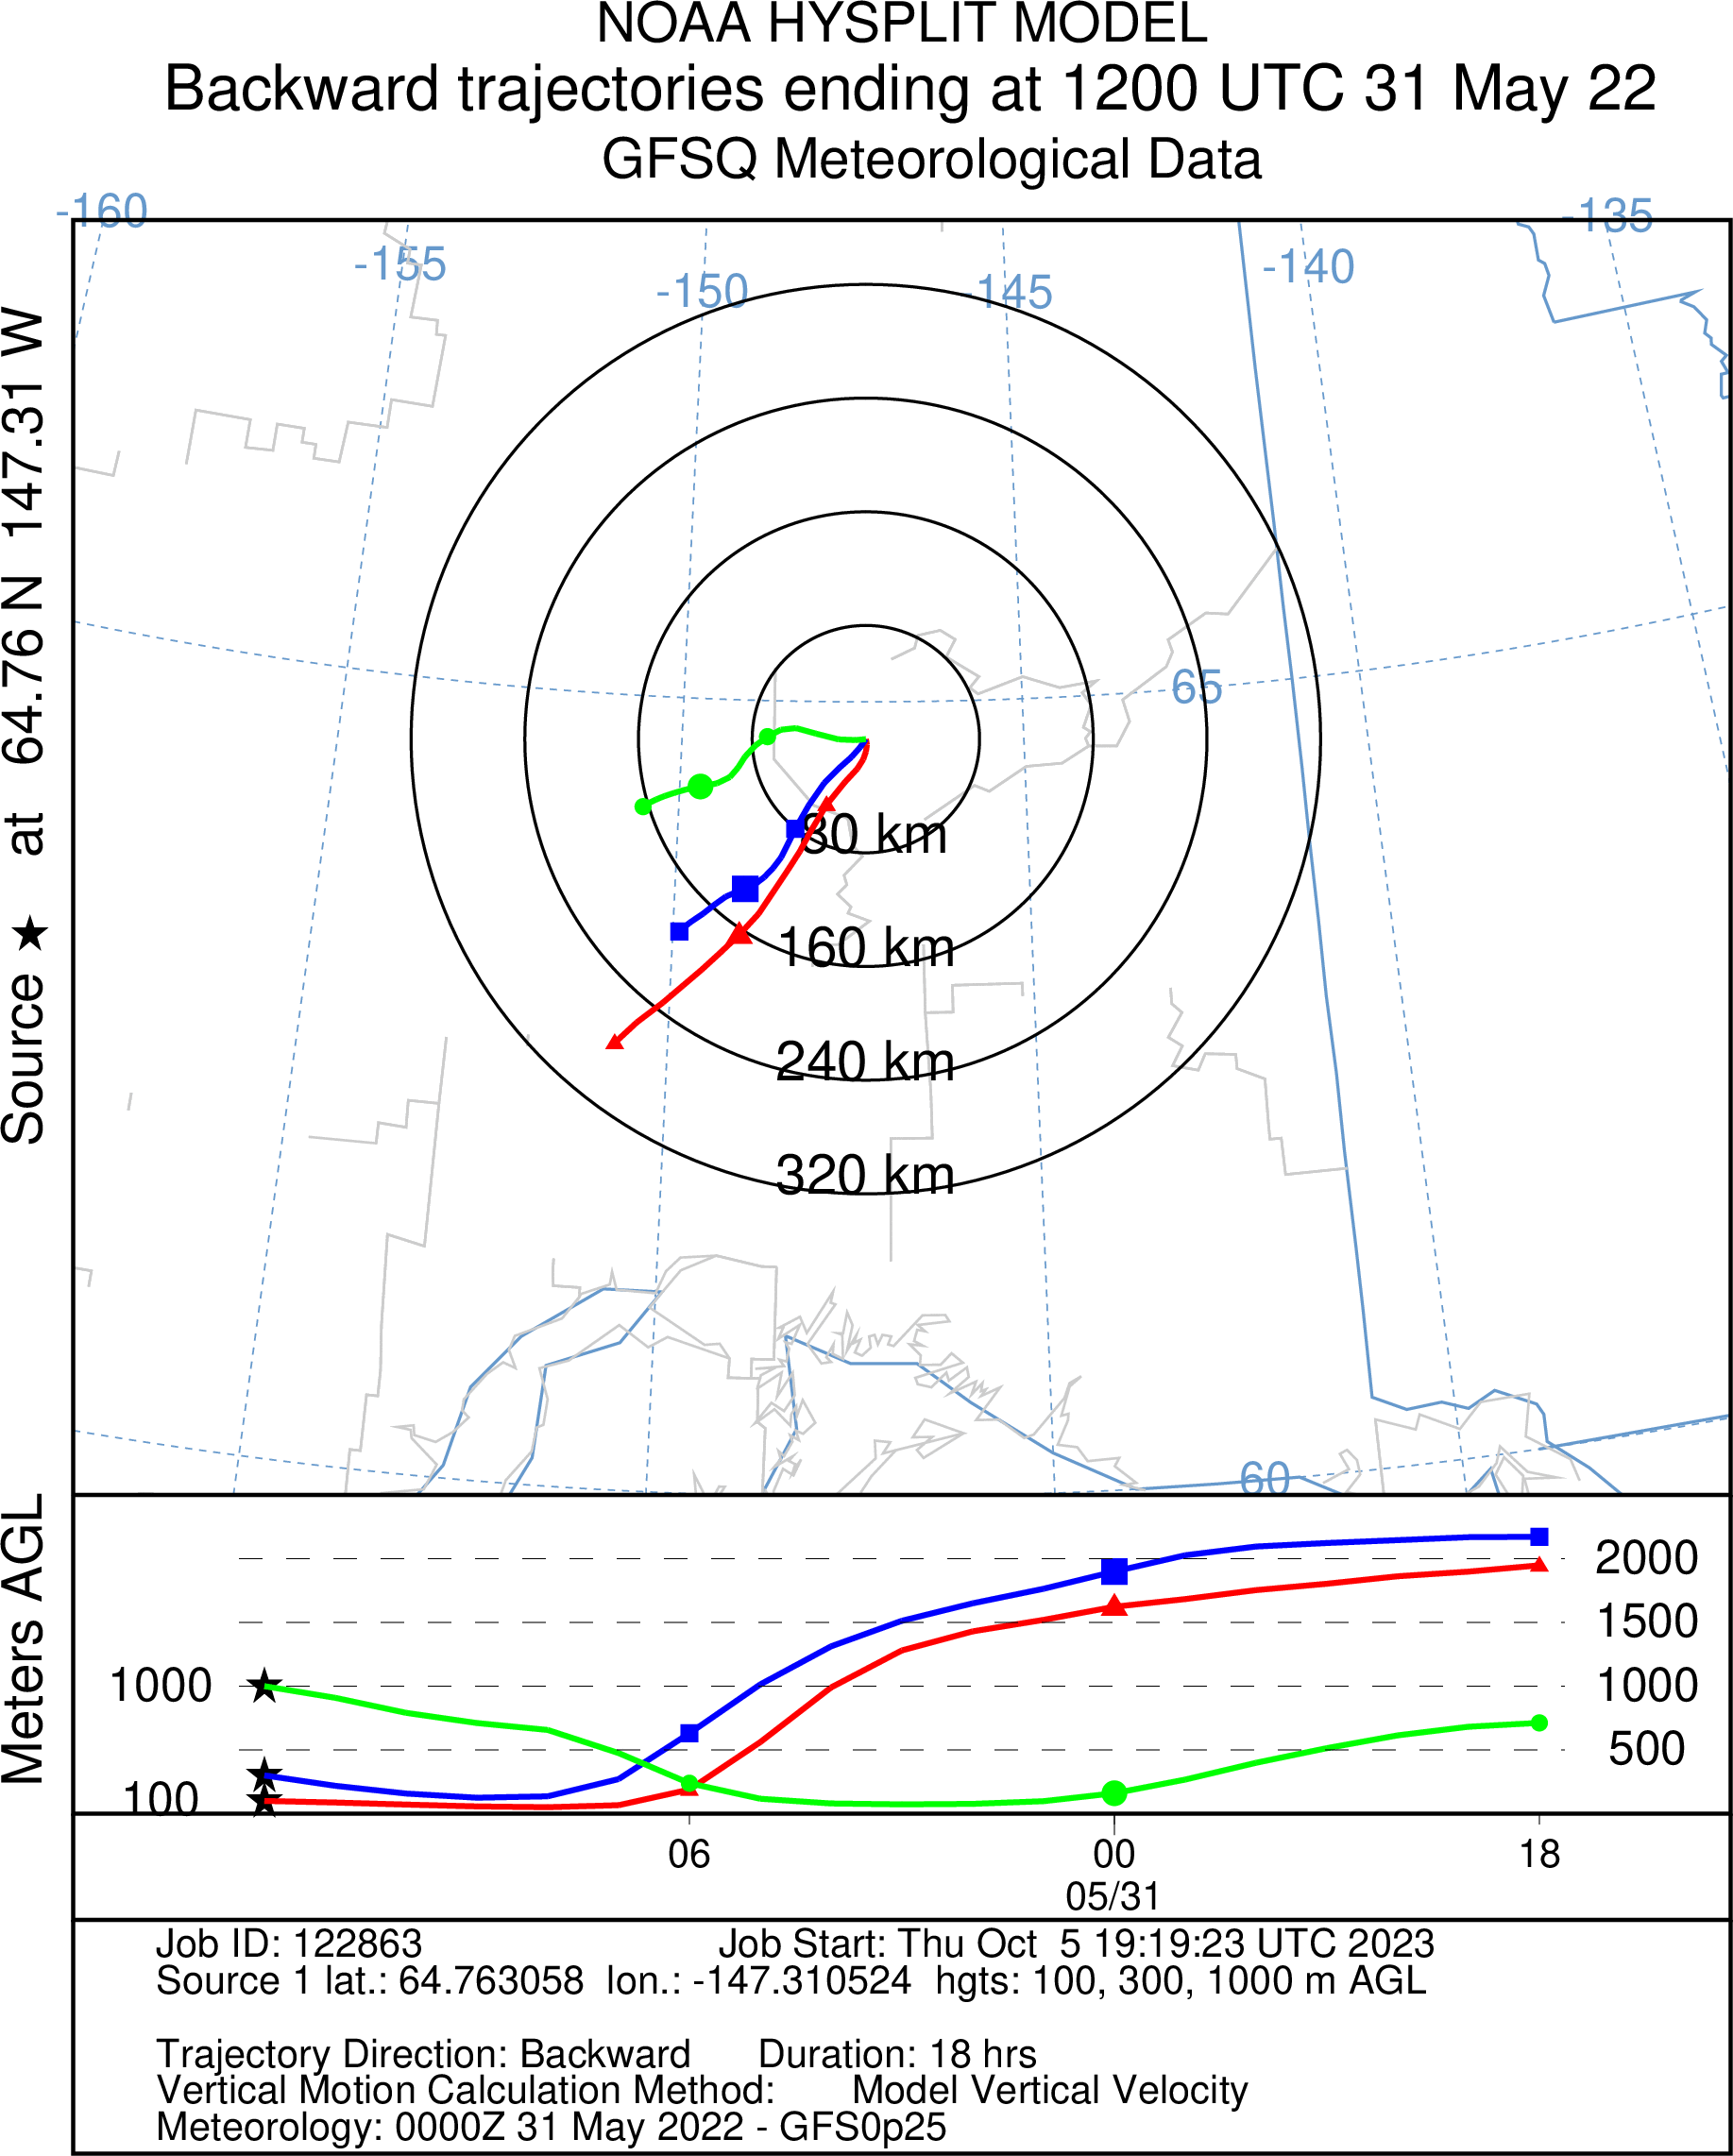 NOAA HYSPLIT MODEL
Backward trajectories ending at 1200 UTC 31 May 22
GFSQ Meteorological Data
-160
-155
-150
-145
-140
-135
65
60
Source ★ at 64.76 N 147.31 W
80 km
160 km
240 km
320 km
Meters AGL
1000
100
2000
1500
1000
500
06
00
18
05/31
Job ID: 122863 Job Start: Thu Oct 5 19:19:23 UTC 2023
Source 1 lat.: 64.763058 lon.: -147.310524 hgts: 100, 300, 1000 m AGL
Trajectory Direction: Backward Duration: 18 hrs
Vertical Motion Calculation Method: Model Vertical Velocity
Meteorology: 0000Z 31 May 2022 - GFS0p25